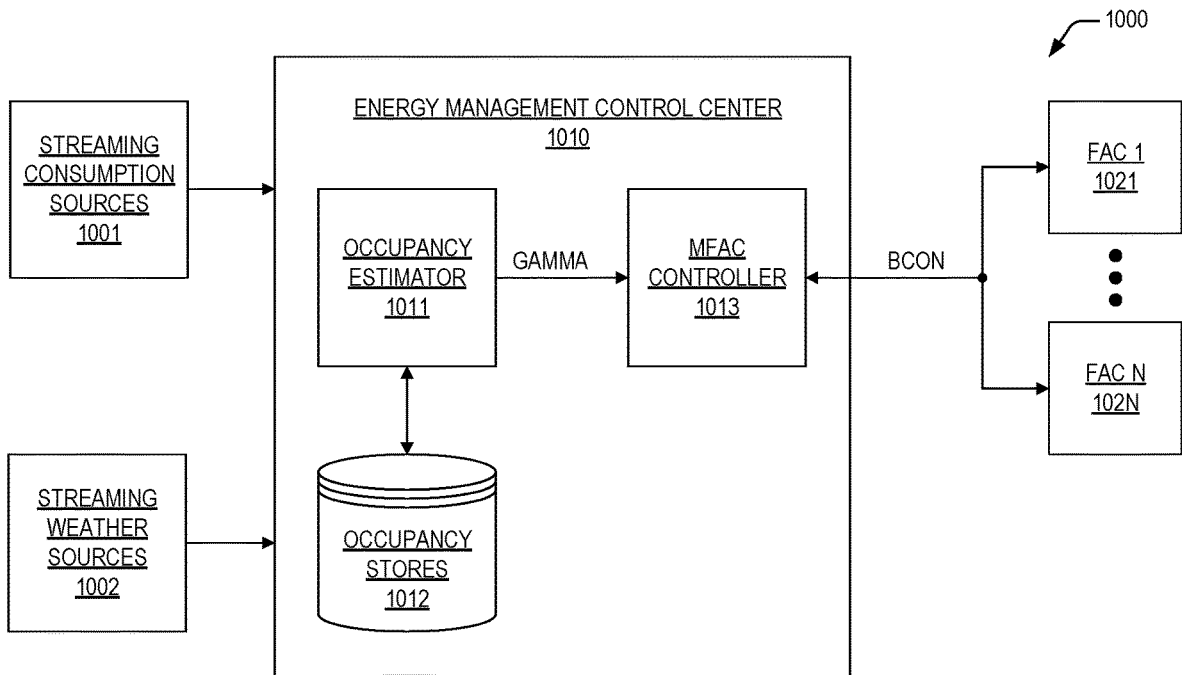 1000
STREAMING
CONSUMPTION
SOURCES
1001
STREAMING
WEATHER
SOURCES
1002
ENERGY MANAGEMENT CONTROL CENTER
1010
OCCUPANCY
ESTIMATOR
1011
GAMMA
MFAC
CONTROLLER
1013
OCCUPANCY
STORES
1012
BCON
FAC 1
1021
FAC N
102N